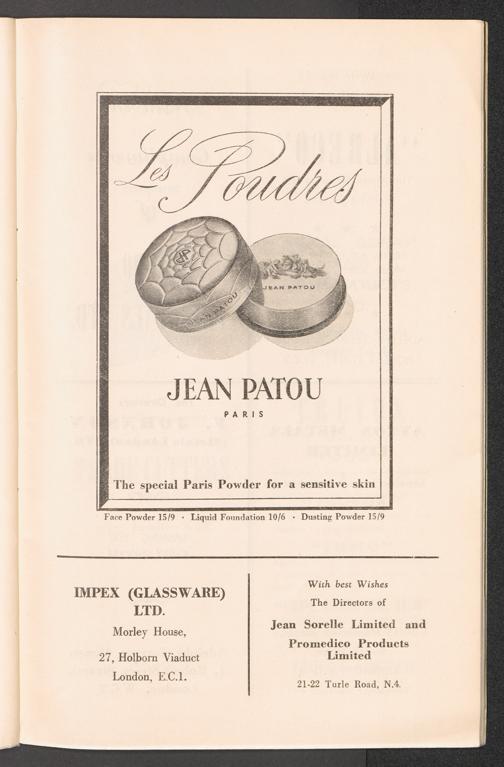 Les Poudres
JEAN PATOU
JEAN PATOU
JEAN PATOU
PARIS
The special Paris Powder for a sensitive skin
Face Powder 15/9 · Liquid Foundation 10/6 · Dusting Powder 15/9
IMPEX (GLASSWARE)
LTD.
Morley House,
27, Holborn Viaduct
London, E.C.1.
With best Wishes
The Directors of
Jean Sorelle Limited and
Promedico Products
Limited
21-22 Turle Road, N.4.